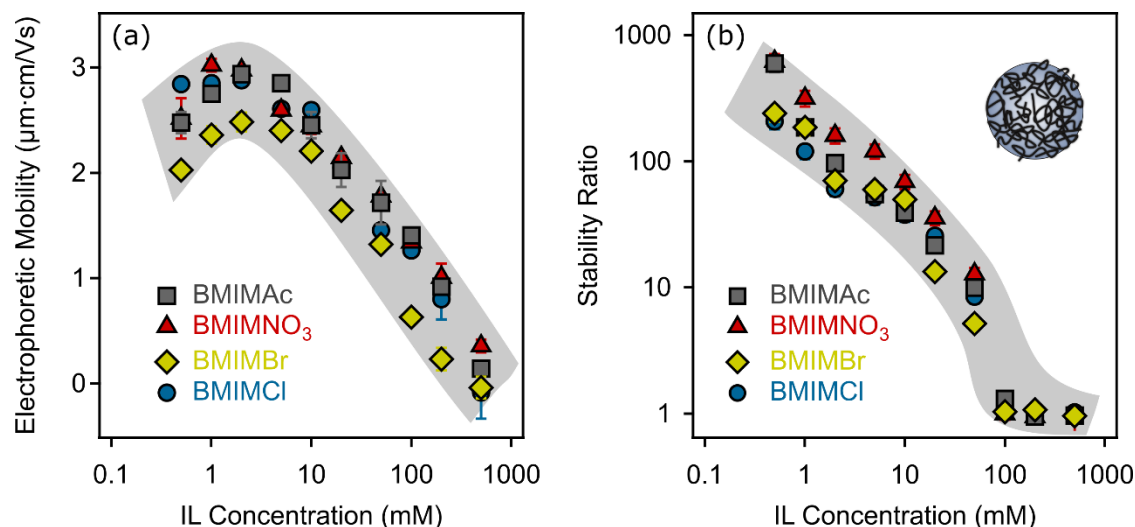 (a)
Electrophoretic Mobility (µm·cm/Vs)
3
2
1
0
BMIMAc
BMIMNO₃
BMIMBr
BMIMCl
0.1 1 10 100 1000
IL Concentration (mM)
(b)
Stability Ratio
1000
100
10
1
BMIMAc
BMIMNO₃
BMIMBr
BMIMCl
0.1 1 10 100 1000
IL Concentration (mM)